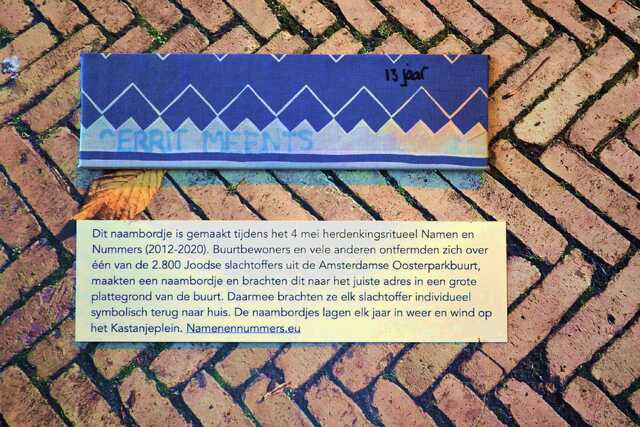 13 jaar
GERRIT MEENTS
Dit naambordje is gemaakt tijdens het 4 mei herdenkingsritueel Namen en
Nummers (2012-2020). Buurtbewoners en vele anderen ontfermden zich over
één van de 2.800 Joodse slachtoffers uit de Amsterdamse Oosterparkbuurt,
maakten een naambordje en brachten dit naar het juiste adres in een grote
plattegrond van de buurt. Daarmee brachten ze elk slachtoffer individueel
symbolisch terug naar huis. De naambordjes lagen elk jaar in weer en wind op
het Kastanjeplein. Namenennummers.eu